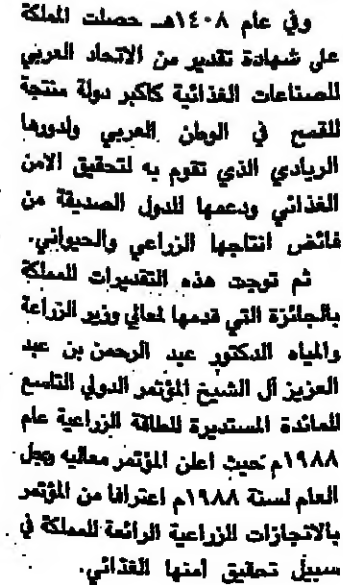 وفي عام ١٤٠٨هـ حصلت المملكة
على شهادة تقدير من الاتحاد العربي
للصناعات الغذائية كاكبر دولة منتجة
للقمح في الوطن العربي ولدورها
الريادي الذي تقوم به لتحقيق الامن
الغذائي ودعمها للدول الصديقة من
فائض انتاجها الزراعي والحيواني.
ثم توجت هذه التقديرات للمملكة
بالجائزة التي قدمها لمعالي وزير الزراعة
والمياه الدكتور عبد الرحمن بن عبد
العزيز آل الشيخ المؤتمر الدولي التاسع
للمائدة المستديرة للطاقة الزراعية عام
١٩٨٨م حيث اعلن المؤتمر معاليه رجل
العام لسنة ١٩٨٨م اعترافا من المؤتمر
بالانجازات الزراعية الرائعة للمملكة في
سبيل تحقيق أمنها الغذائي.